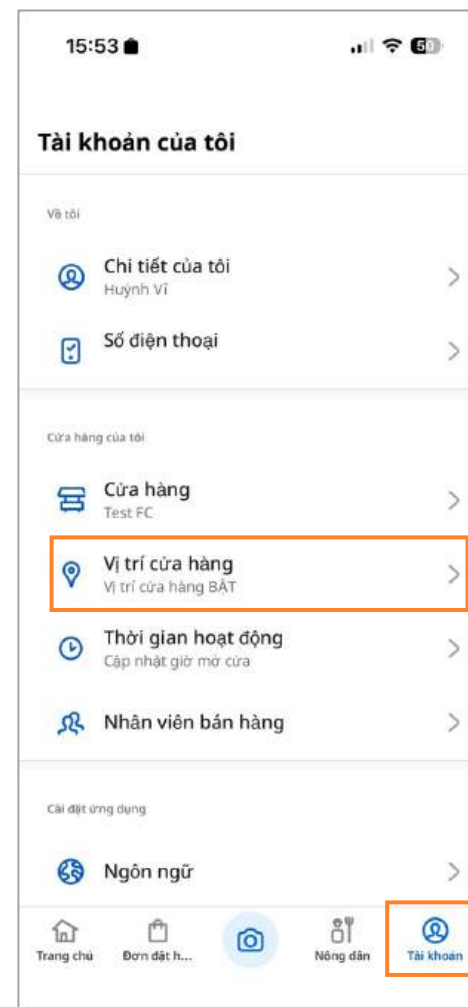 15:53
50
Tài khoản của tôi
Về tôi
Chi tiết của tôi
Huỳnh Vĩ
Số điện thoại
Cửa hàng của tôi
Cửa hàng
Test FC
Vị trí cửa hàng
Vị trí cửa hàng BẬT
Thời gian hoạt động
Cập nhật giờ mở cửa
Nhân viên bán hàng
Cài đặt ứng dụng
Ngôn ngữ
Trang chủ Đơn đặt h... Nông dân Tài khoản